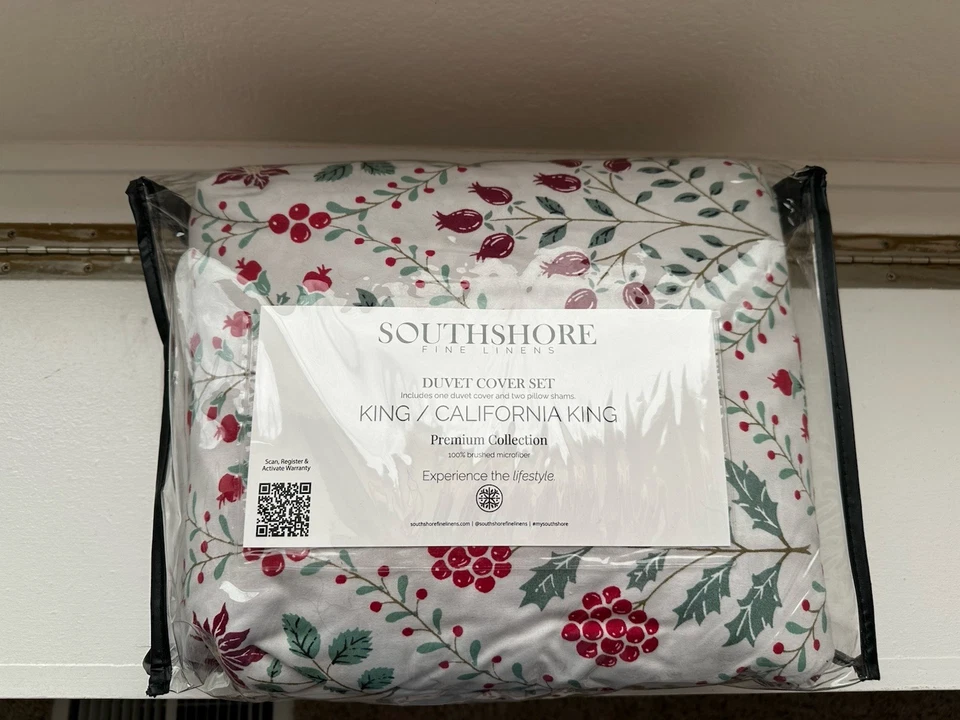 SOUTHSHORE
FINE LINENS
DUVET COVER SET
Includes one duvet cover and two pillow shams.
KING / CALIFORNIA KING
Premium Collection
100% brushed microfiber
Scan, Register &
Activate Warranty
Experience the lifestyle.
southshorefinelinens.com | @southshorefinelinens | #mysouthshore